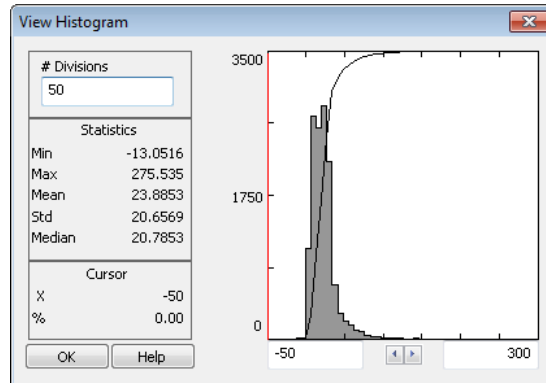 View Histogram
# Divisions
50
Statistics
Min -13.0516
Max 275.535
Mean 23.8853
Std 20.6569
Median 20.7853
Cursor
X -50
% 0.00
OK Help
3500
1750
0
-50 300